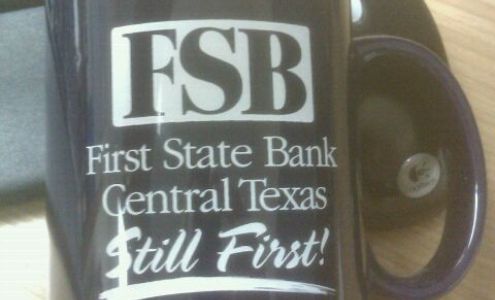 FSB
First State Bank
Central Texas
Still First!